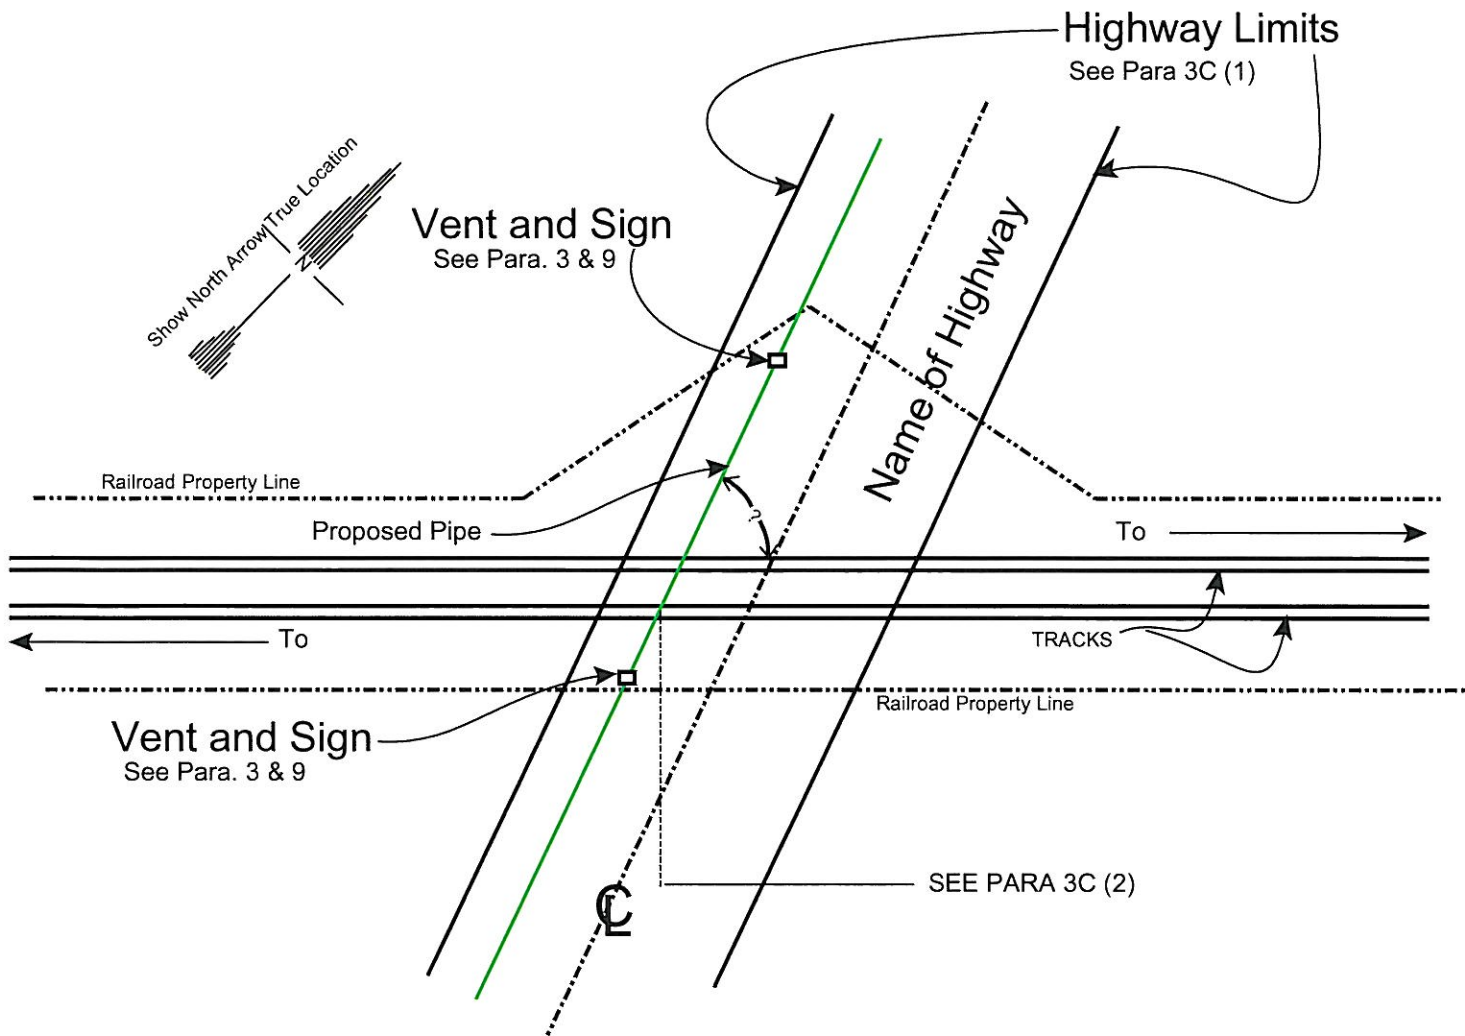 Highway Limits
See Para 3C (1)
Show North Arrow True Location
N
Vent and Sign
See Para. 3 & 9
Name of Highway
Railroad Property Line
Proposed Pipe
?
To
To
TRACKS
Railroad Property Line
Vent and Sign
See Para. 3 & 9
SEE PARA 3C (2)
CL